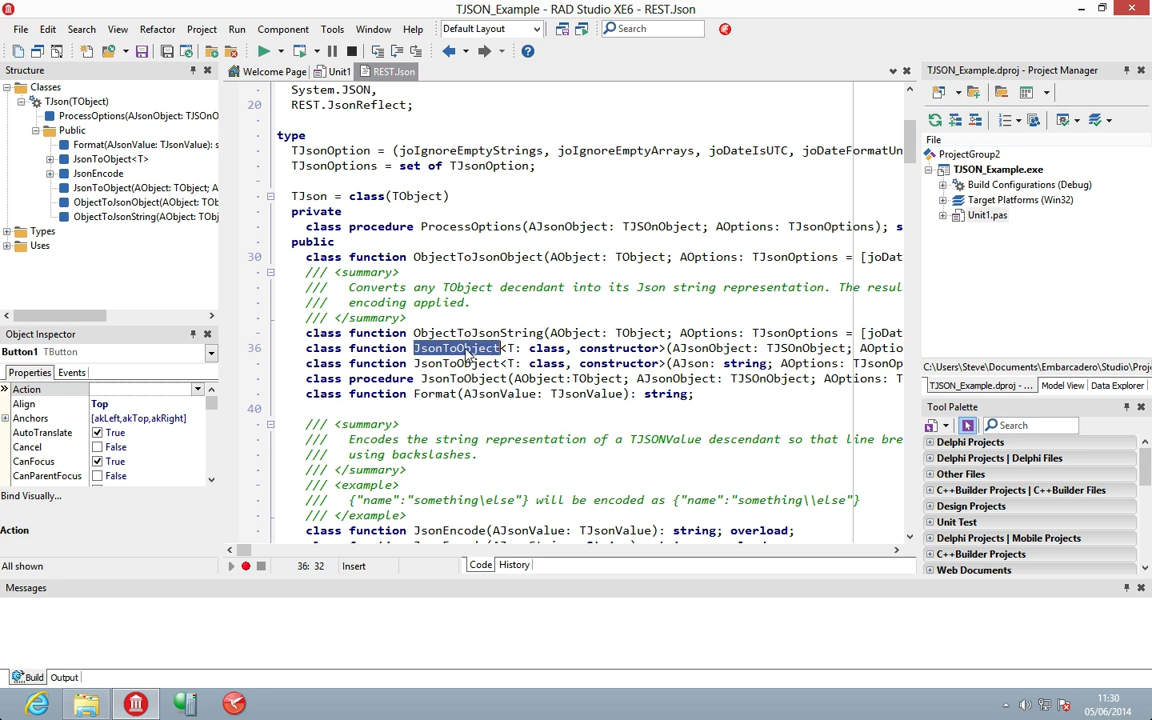 TJSON_Example - RAD Studio XE6 - REST.Json
File Edit Search View Refactor Project Run Component Tools Window Help Default Layout Search
Structure
Classes
TJson(TObject)
ProcessOptions(AJsonObject: TJSOnO
Public
Format(AJsonValue: TJsonValue): s
JsonToObject<T>
JsonEncode
JsonToObject(AObject: TObject; A
ObjectToJsonObject(AObject: TO
ObjectToJsonString(AObject: TObj
Types
Uses
Object Inspector
Button1 TButton
Properties Events
Action
Align Top
Anchors [akLeft,akTop,akRight]
AutoTranslate True
Cancel False
CanFocus True
CanParentFocus False
Bind Visually...
Action
All shown
Welcome Page Unit1 REST.Json
System.JSON,
20 REST.JsonReflect;
type
TJsonOption = (joIgnoreEmptyStrings, joIgnoreEmptyArrays, joDateIsUTC, joDateFormatUn
TJsonOptions = set of TJsonOption;
TJson = class(TObject)
private
class procedure ProcessOptions(AJsonObject: TJSOnObject; AOptions: TJsonOptions); s
public
30 class function ObjectToJsonObject(AObject: TObject; AOptions: TJsonOptions = [joDat
/// <summary>
/// Converts any TObject decendant into its Json string representation. The resul
/// encoding applied.
/// </summary>
class function ObjectToJsonString(AObject: TObject; AOptions: TJsonOptions = [joDat
36 class function JsonToObject<T: class, constructor>(AJsonObject: TJSOnObject; AOptio
class function JsonToObject<T: class, constructor>(AJson: string; AOptions: TJsonOp
class procedure JsonToObject(AObject:TObject; AJsonObject: TJSOnObject; AOptions: T
class function Format(AJsonValue: TJsonValue): string;
40
/// <summary>
/// Encodes the string representation of a TJSONValue descendant so that line bre
/// using backslashes.
/// </summary>
/// <example>
/// {"name":"something\else"} will be encoded as {"name":"something\\else"}
/// </example>
class function JsonEncode(AJsonValue: TJsonValue): string; overload;
36: 32 Insert Code History
TJSON_Example.dproj - Project Manager
File
ProjectGroup2
TJSON_Example.exe
Build Configurations (Debug)
Target Platforms (Win32)
Unit1.pas
C:\Users\Steve\Documents\Embarcadero\Studio\Proj
TJSON_Example.dproj - ... Model View Data Explorer
Tool Palette
Search
Delphi Projects
Delphi Projects | Delphi Files
Other Files
C++Builder Projects | C++Builder Files
Design Projects
Unit Test
Delphi Projects | Mobile Projects
C++Builder Projects
Web Documents
Messages
Build Output
11:30
05/06/2014